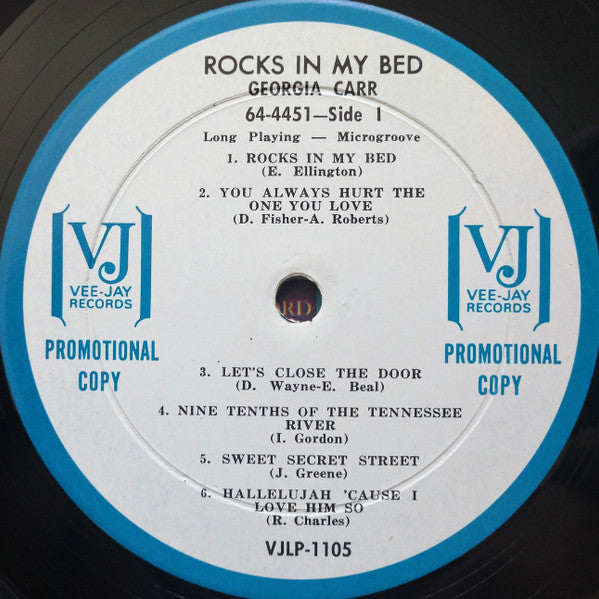 ROCKS IN MY BED
GEORGIA CARR
64-4451—Side 1
Long Playing — Microgroove
1. ROCKS IN MY BED
(E. Ellington)
2. YOU ALWAYS HURT THE
ONE YOU LOVE
(D. Fisher-A. Roberts)
VJ
VEE-JAY
RECORDS
PROMOTIONAL
COPY
VJ
VEE-JAY
RECORDS
PROMOTIONAL
COPY
RD
3. LET'S CLOSE THE DOOR
(D. Wayne-E. Beal)
4. NINE TENTHS OF THE TENNESSEE
RIVER
(I. Gordon)
5. SWEET SECRET STREET
(J. Greene)
6. HALLELUJAH 'CAUSE I
LOVE HIM SO
(R. Charles)
VJLP-1105